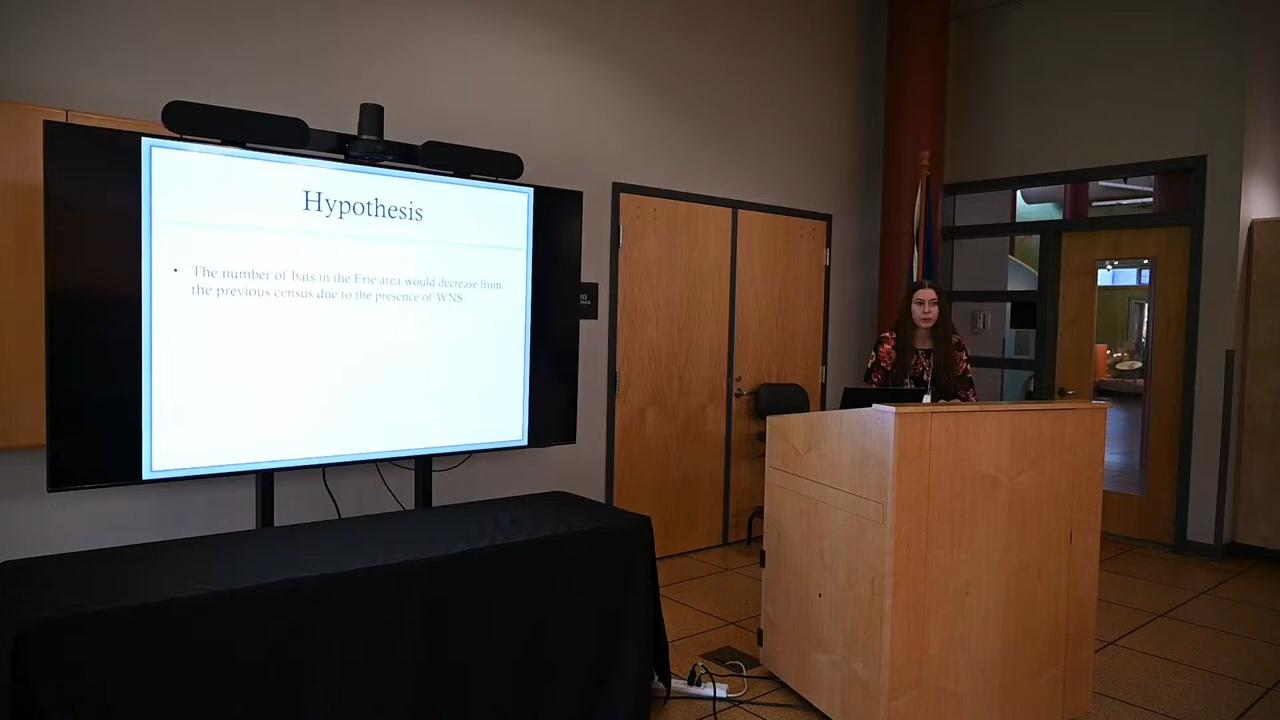 Hypothesis
• The number of bats in the Erie area would decrease from
the previous census due to the presence of WNS